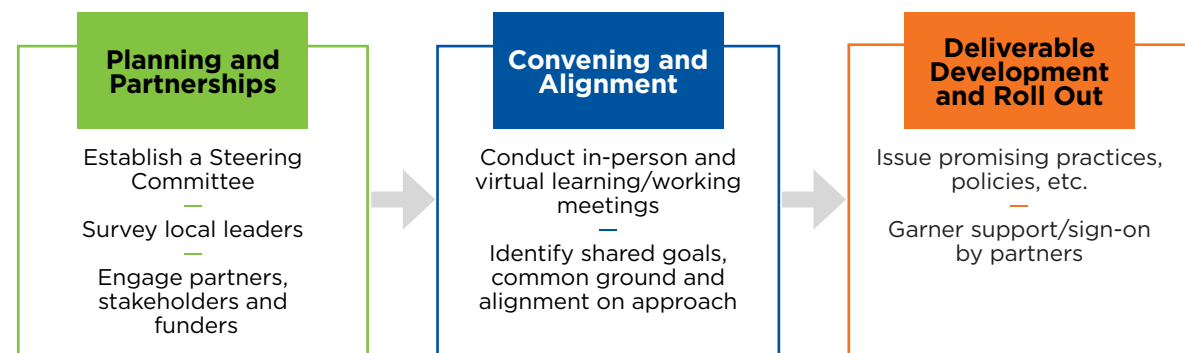 Planning and
Partnerships
Establish a Steering
Committee
Survey local leaders
Engage partners,
stakeholders and
funders
Convening and
Alignment
Conduct in-person and
virtual learning/working
meetings
Identify shared goals,
common ground and
alignment on approach
Deliverable
Development
and Roll Out
Issue promising practices,
policies, etc.
Garner support/sign-on
by partners